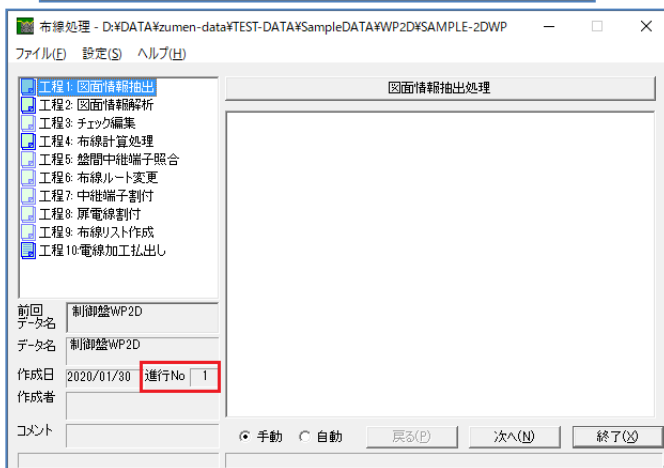 布線処理 - D:¥DATA¥zumen-data¥TEST-DATA¥SampleDATA¥WP2D¥SAMPLE-2DWP
ファイル(F) 設定(S) ヘルプ(H)
工程1: 図面情報抽出
工程2: 図面情報解析
工程3: チェック編集
工程4: 布線計算処理
工程5: 盤間中継端子照合
工程6: 布線ルート変更
工程7: 中継端子割付
工程8: 扉電線割付
工程9: 布線リスト作成
工程10:電線加工払出し
図面情報抽出処理
前回
データ名
制御盤WP2D
データ名 制御盤WP2D
作成日 2020/01/30 進行No 1
作成者
コメント
手動 自動 戻る(P) 次へ(N) 終了(X)